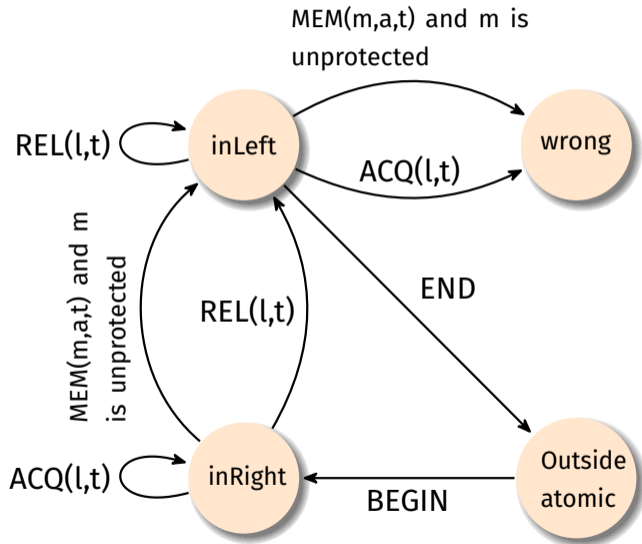 MEM(m,a,t) and m is
unprotected
REL(l,t)
inLeft
wrong
ACQ(l,t)
MEM(m,a,t) and m
is unprotected
REL(l,t)
END
ACQ(l,t)
inRight
BEGIN
Outside
atomic